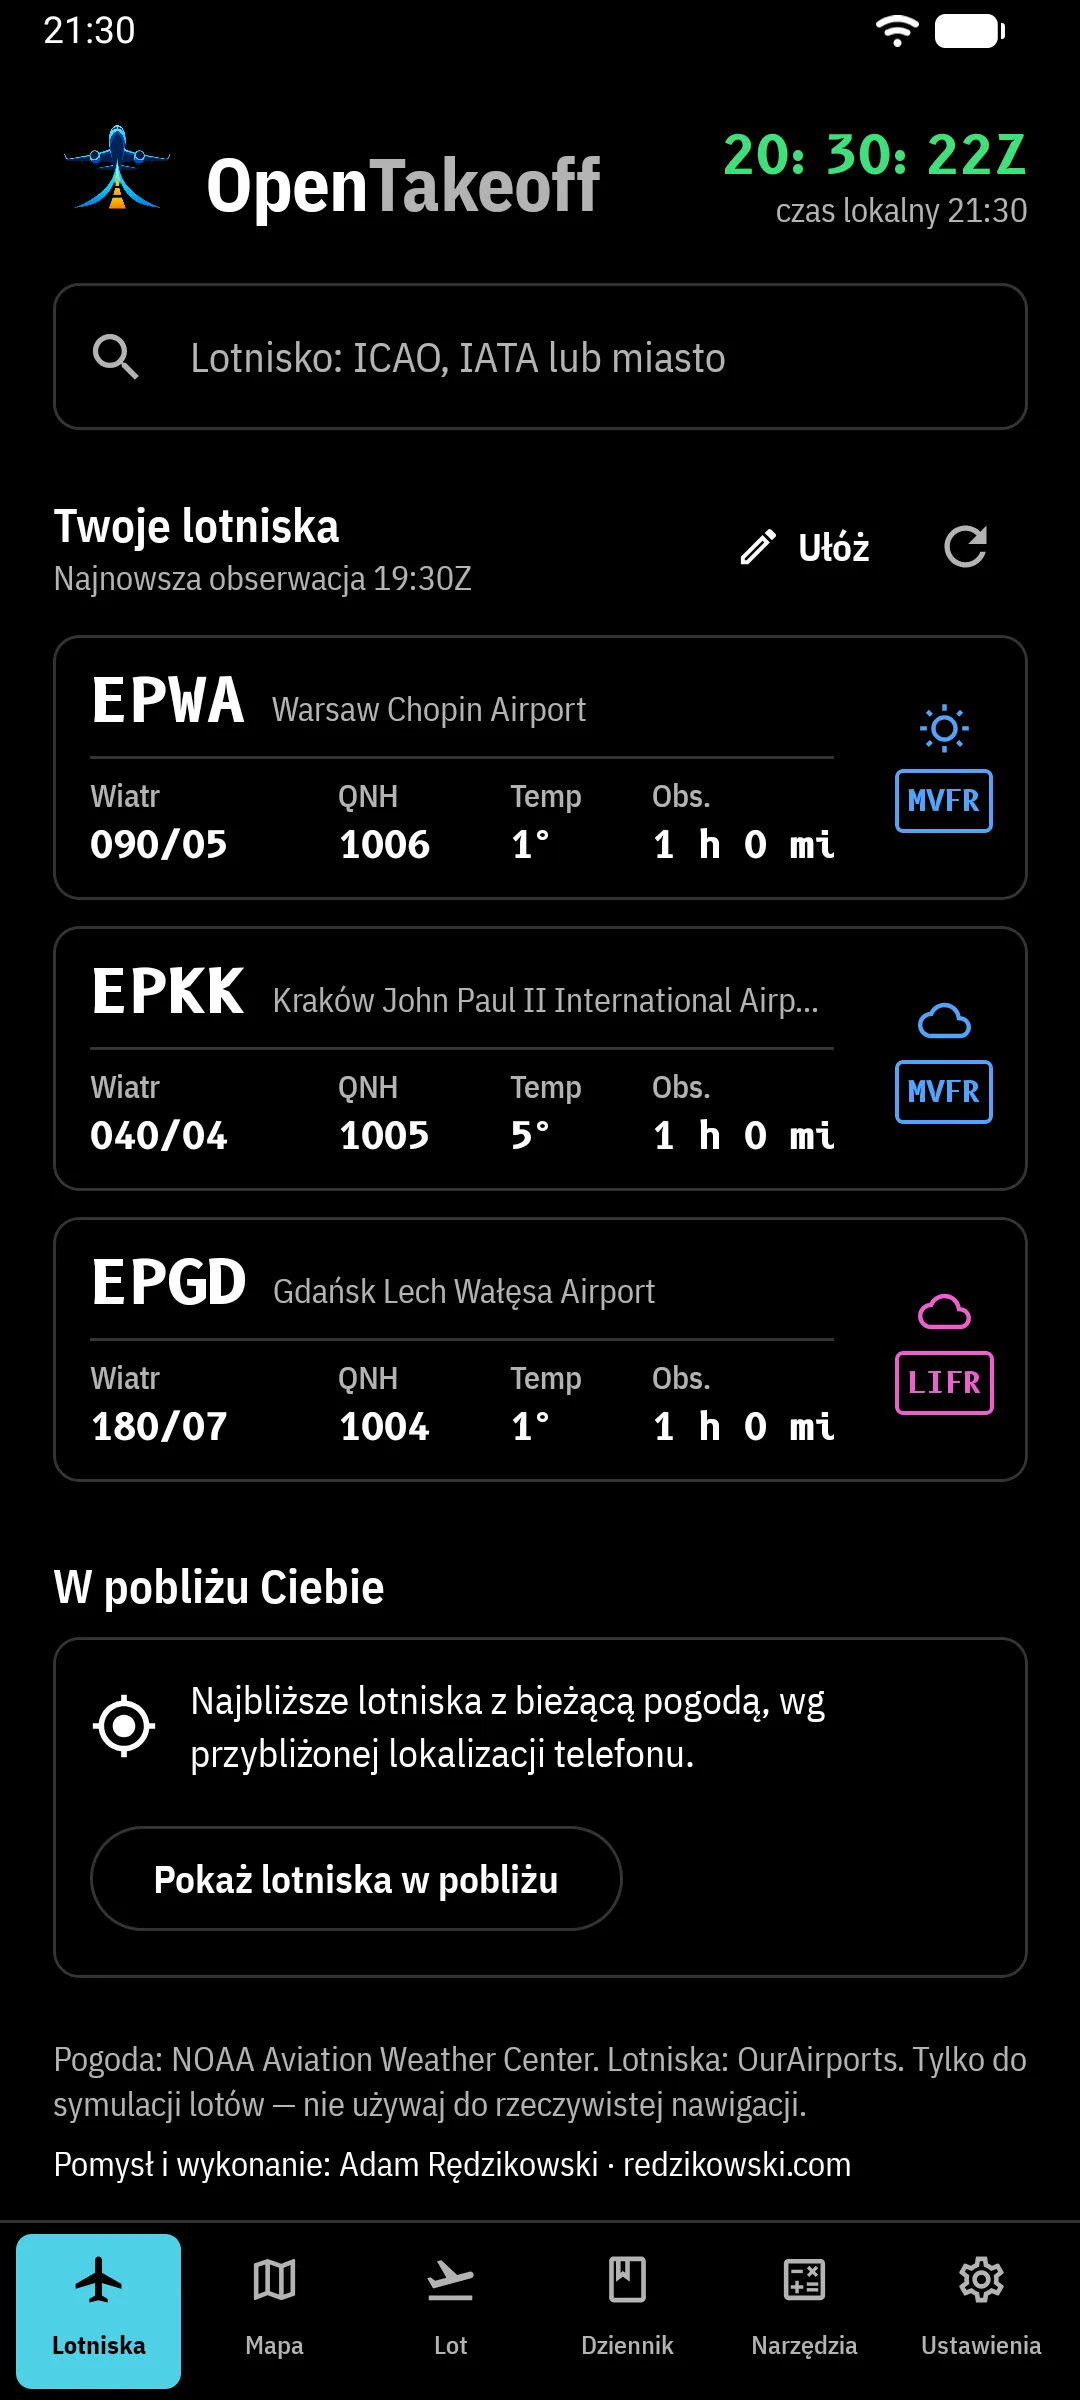 21:30
OpenTakeoff
20:30:22Z
czas lokalny 21:30
Lotnisko: ICAO, IATA lub miasto
Twoje lotniska
Najnowsza obserwacja 19:30Z
Ułóż
EPWA Warsaw Chopin Airport
Wiatr QNH Temp Obs.
090/05 1006 1° 1 h 0 mi
MVFR
EPKK Kraków John Paul II International Airp...
Wiatr QNH Temp Obs.
040/04 1005 5° 1 h 0 mi
MVFR
EPGD Gdańsk Lech Wałęsa Airport
Wiatr QNH Temp Obs.
180/07 1004 1° 1 h 0 mi
LIFR
W pobliżu Ciebie
Najbliższe lotniska z bieżącą pogodą, wg
przybliżonej lokalizacji telefonu.
Pokaż lotniska w pobliżu
Pogoda: NOAA Aviation Weather Center. Lotniska: OurAirports. Tylko do
symulacji lotów — nie używaj do rzeczywistej nawigacji.
Pomysł i wykonanie: Adam Rędzikowski · redzikowski.com
Lotniska Mapa Lot Dziennik Narzędzia Ustawienia